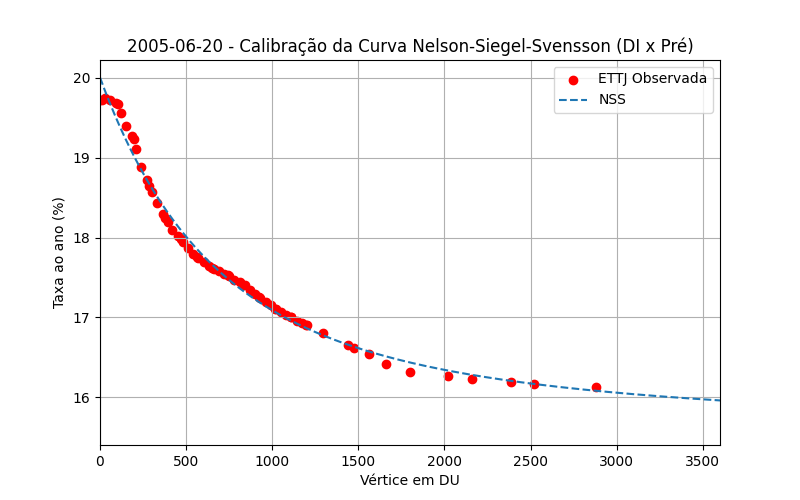 2005-06-20 - Calibração da Curva Nelson-Siegel-Svensson (DI x Pré)
ETTJ Observada
NSS
Taxa ao ano (%)
20
19
18
17
16
0 500 1000 1500 2000 2500 3000 3500
Vértice em DU